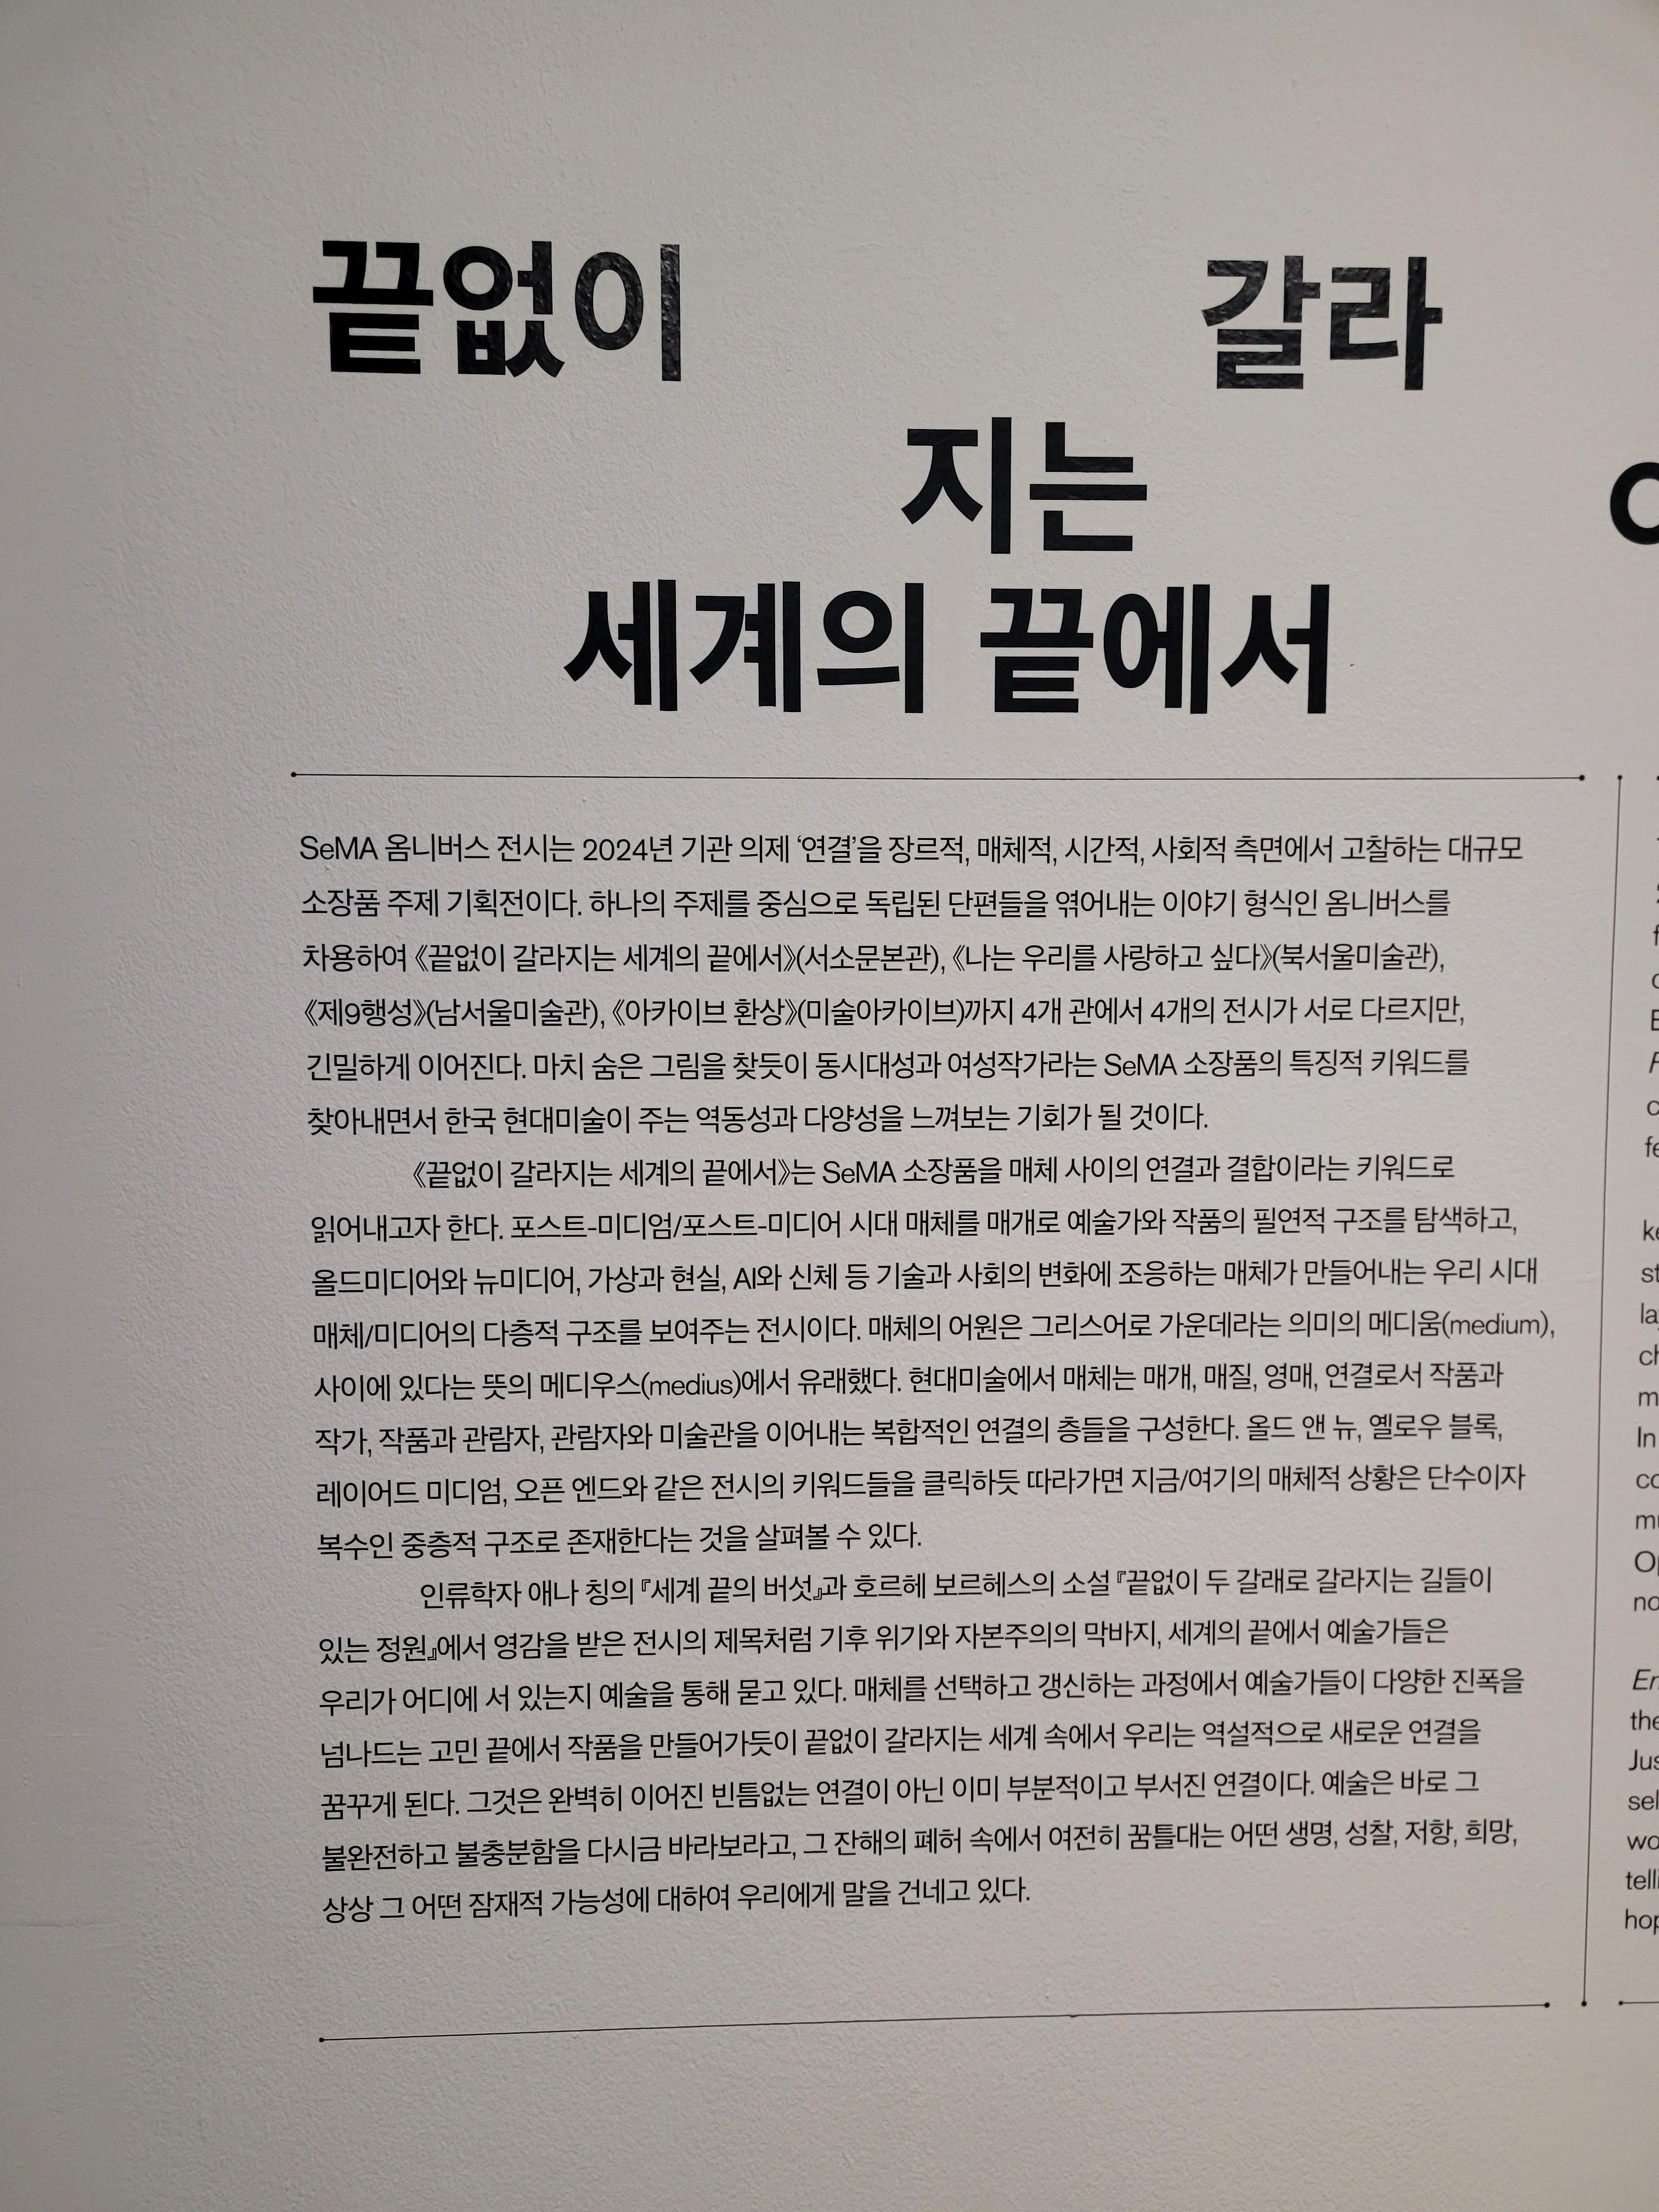 끝없이 갈라
지는
세계의 끝에서
SeMA 옴니버스 전시는 2024년 기관 의제 ‘연결’을 장르적, 매체적, 시간적, 사회적 측면에서 고찰하는 대규모
소장품 주제 기획전이다. 하나의 주제를 중심으로 독립된 단편들을 엮어내는 이야기 형식인 옴니버스를
차용하여 《끝없이 갈라지는 세계의 끝에서》(서소문본관), 《나는 우리를 사랑하고 싶다》(북서울미술관),
《제9행성》(남서울미술관), 《아카이브 환상》(미술아카이브)까지 4개 관에서 4개의 전시가 서로 다르지만,
긴밀하게 이어진다. 마치 숨은 그림을 찾듯이 동시대성과 여성작가라는 SeMA 소장품의 특징적 키워드를
찾아내면서 한국 현대미술이 주는 역동성과 다양성을 느껴보는 기회가 될 것이다.
《끝없이 갈라지는 세계의 끝에서》는 SeMA 소장품을 매체 사이의 연결과 결합이라는 키워드로
읽어내고자 한다. 포스트-미디엄/포스트-미디어 시대 매체를 매개로 예술가와 작품의 필연적 구조를 탐색하고,
올드미디어와 뉴미디어, 가상과 현실, AI와 신체 등 기술과 사회의 변화에 조응하는 매체가 만들어내는 우리 시대
매체/미디어의 다층적 구조를 보여주는 전시이다. 매체의 어원은 그리스어로 가운데라는 의미의 메디움(medium),
사이에 있다는 뜻의 메디우스(medius)에서 유래했다. 현대미술에서 매체는 매개, 매질, 영매, 연결로서 작품과
작가, 작품과 관람자, 관람자와 미술관을 이어내는 복합적인 연결의 층들을 구성한다. 올드 앤 뉴, 옐로우 블록,
레이어드 미디엄, 오픈 엔드와 같은 전시의 키워드들을 클릭하듯 따라가면 지금/여기의 매체적 상황은 단수이자
복수인 중층적 구조로 존재한다는 것을 살펴볼 수 있다.
인류학자 애나 칭의 『세계 끝의 버섯』과 호르헤 보르헤스의 소설 『끝없이 두 갈래로 갈라지는 길들이
있는 정원』에서 영감을 받은 전시의 제목처럼 기후 위기와 자본주의의 막바지, 세계의 끝에서 예술가들은
우리가 어디에 서 있는지 예술을 통해 묻고 있다. 매체를 선택하고 갱신하는 과정에서 예술가들이 다양한 진폭을
넘나드는 고민 끝에서 작품을 만들어가듯이 끝없이 갈라지는 세계 속에서 우리는 역설적으로 새로운 연결을
꿈꾸게 된다. 그것은 완벽히 이어진 빈틈없는 연결이 아닌 이미 부분적이고 부서진 연결이다. 예술은 바로 그
불완전하고 불충분함을 다시금 바라보라고, 그 잔해의 폐허 속에서 여전히 꿈틀대는 어떤 생명, 성찰, 저항, 희망,
상상 그 어떤 잠재적 가능성에 대하여 우리에게 말을 건네고 있다.